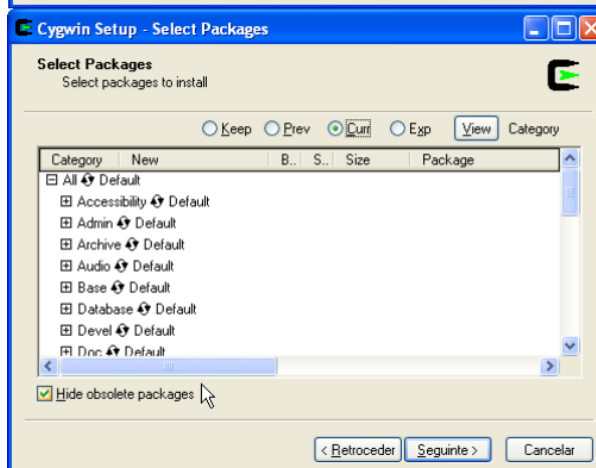 Cygwin Setup - Select Packages
Select Packages
Select packages to install
Keep Prev Curr Exp View Category
Category New B.. S.. Size Package
All Default
Accessibility Default
Admin Default
Archive Default
Audio Default
Base Default
Database Default
Devel Default
Doc Default
Hide obsolete packages
< Retroceder Seguinte > Cancelar